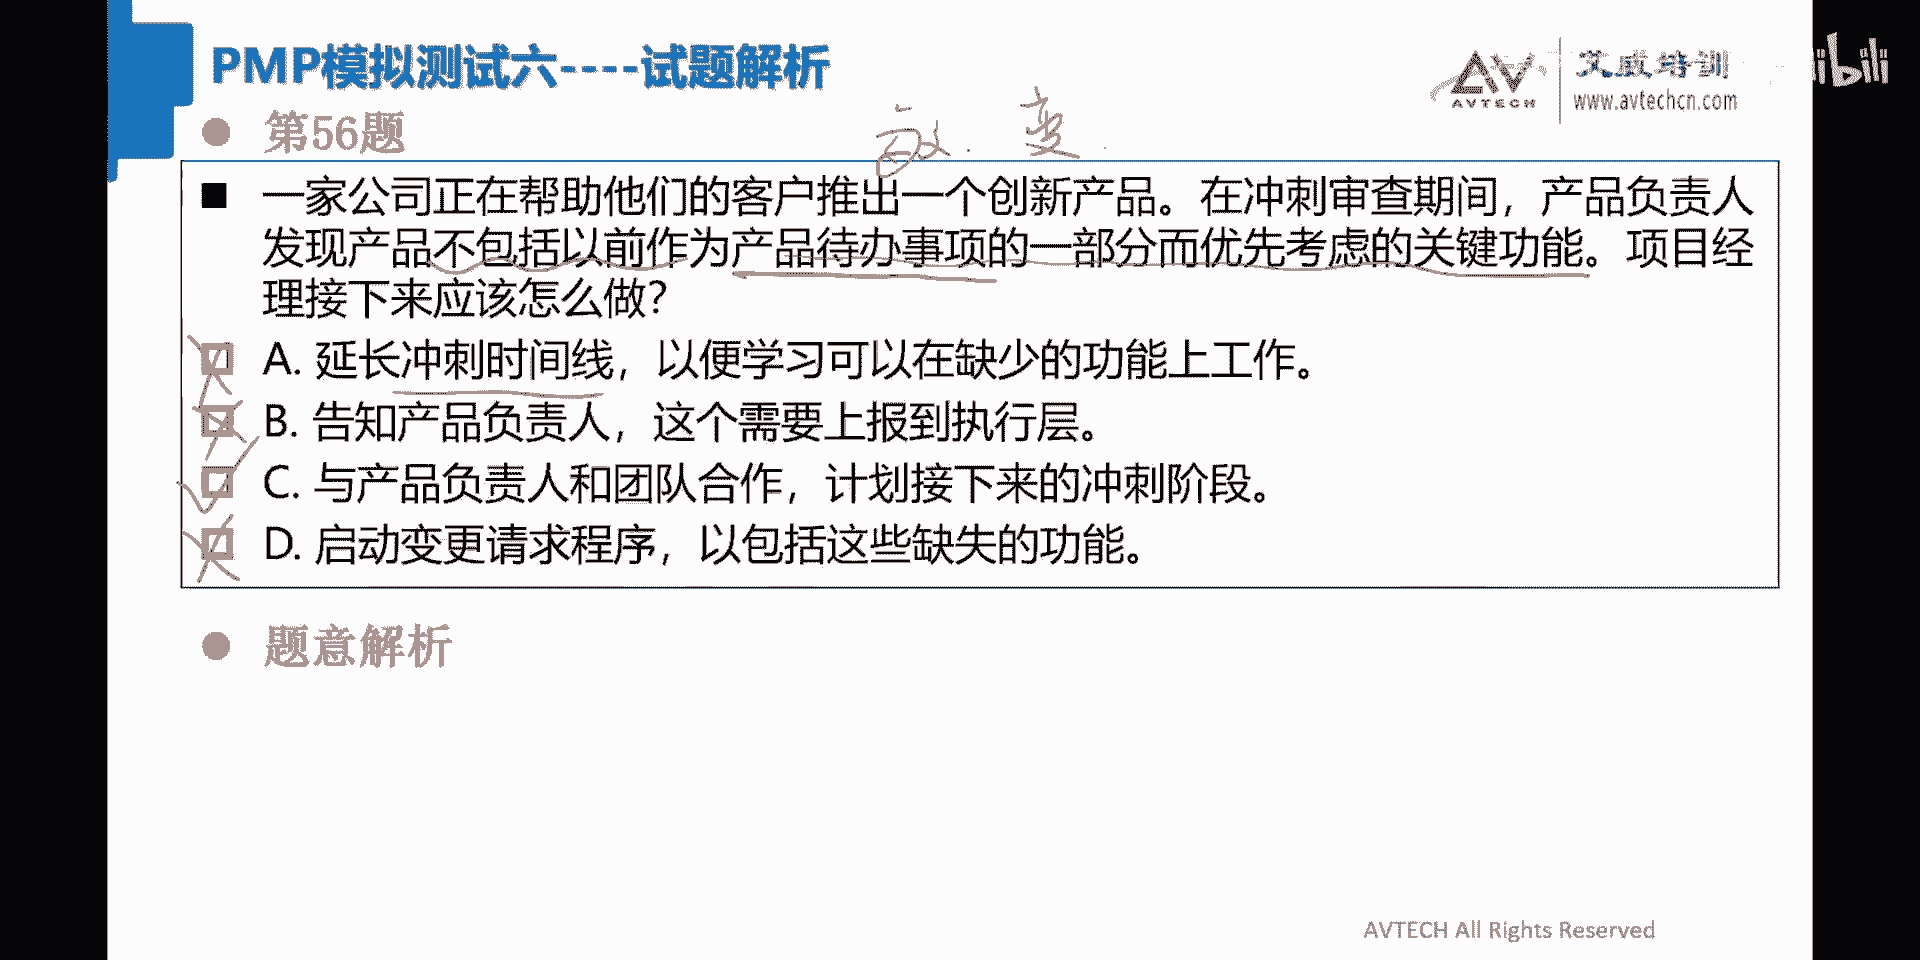 PMP模拟测试六----试题解析
AV
AVTECH
艾威培训
www.avtechcn.com
bili
第56题
敏. 变.
■ 一家公司正在帮助他们的客户推出一个创新产品。在冲刺审查期间，产品负责人
发现产品不包括以前作为产品待办事项的一部分而优先考虑的关键功能。项目经
理接下来应该怎么做？
A. 延长冲刺时间线，以便学习可以在缺少的功能上工作。
B. 告知产品负责人，这个需要上报到执行层。
C. 与产品负责人和团队合作，计划接下来的冲刺阶段。
D. 启动变更请求程序，以包括这些缺失的功能。
题意解析
AVTECH All Rights Reserved